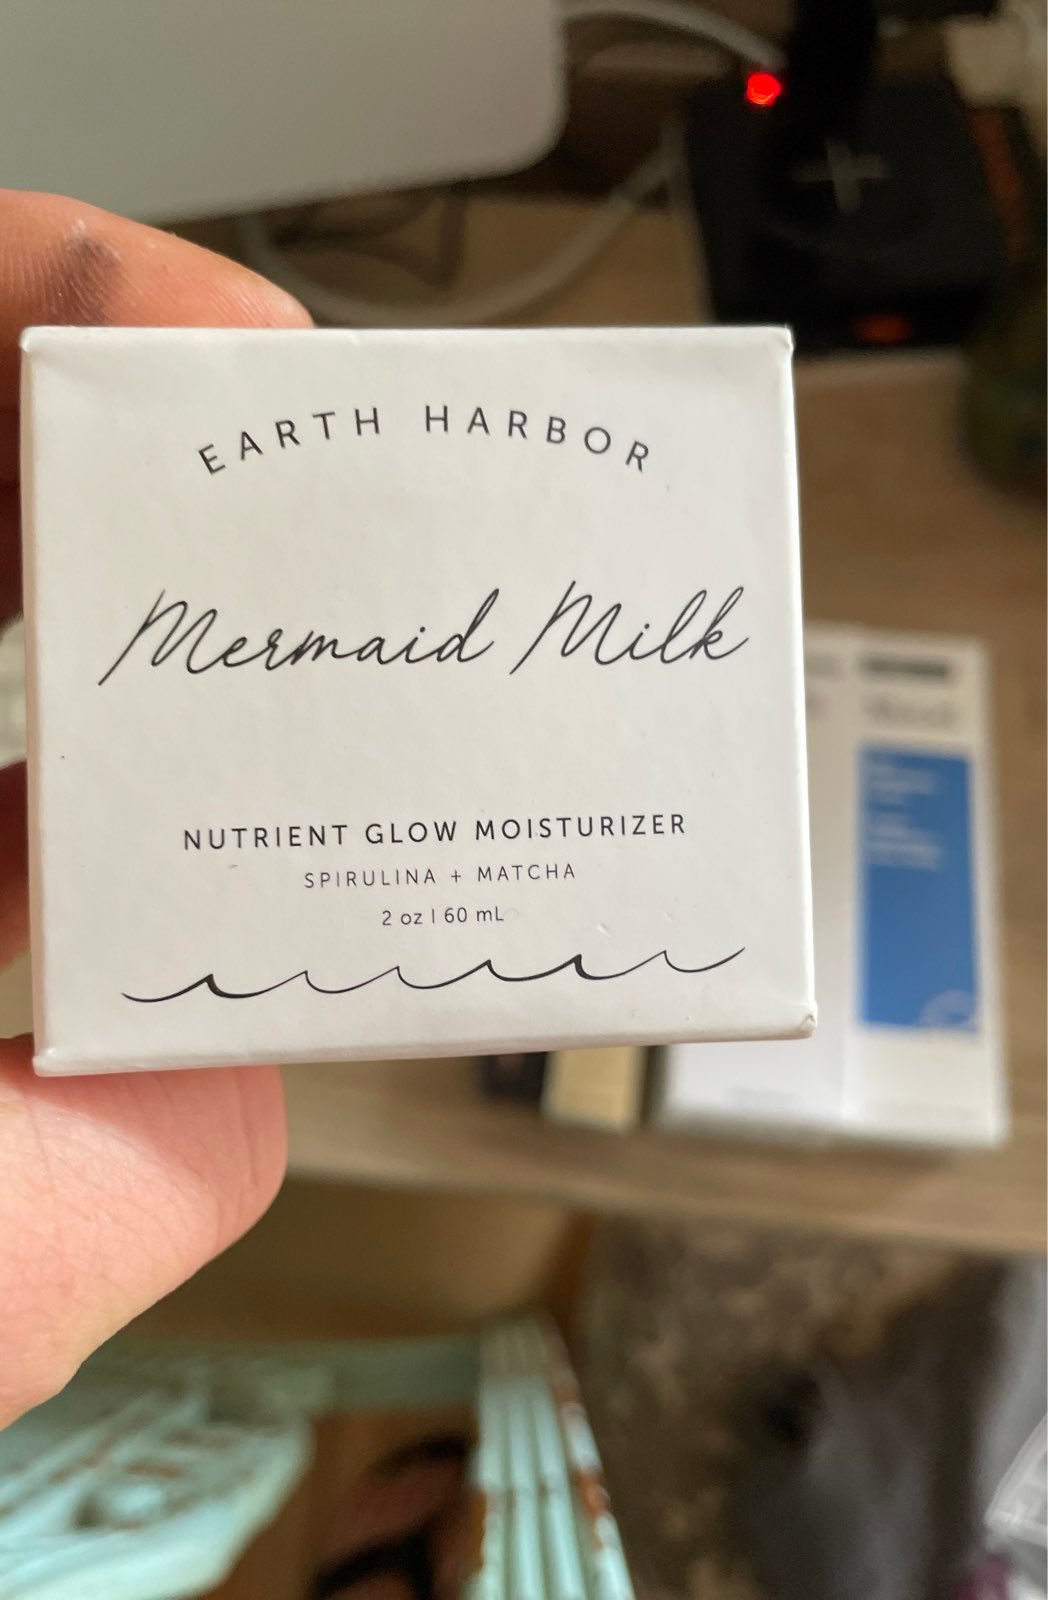 EARTH HARBOR
Mermaid Milk
NUTRIENT GLOW MOISTURIZER
SPIRULINA + MATCHA
2 oz | 60 mL